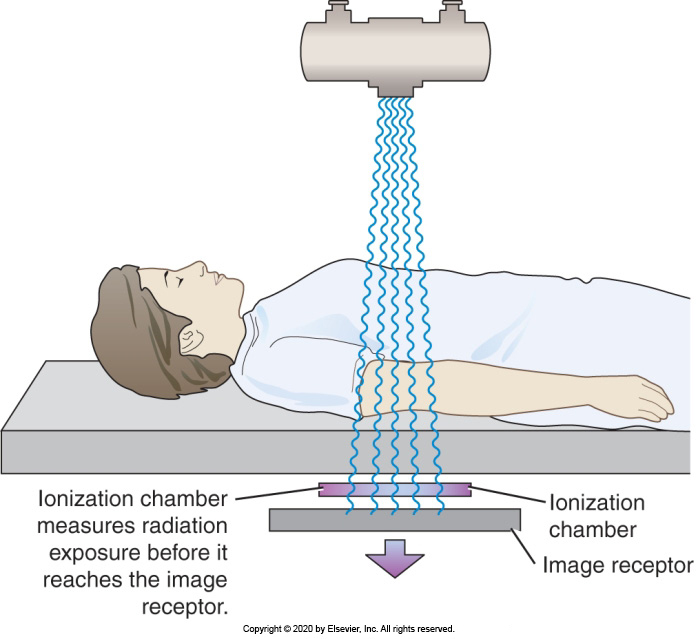 Ionization chamber
measures radiation
exposure before it
reaches the image
receptor.
Ionization
chamber
Image receptor
Copyright © 2020 by Elsevier, Inc. All rights reserved.